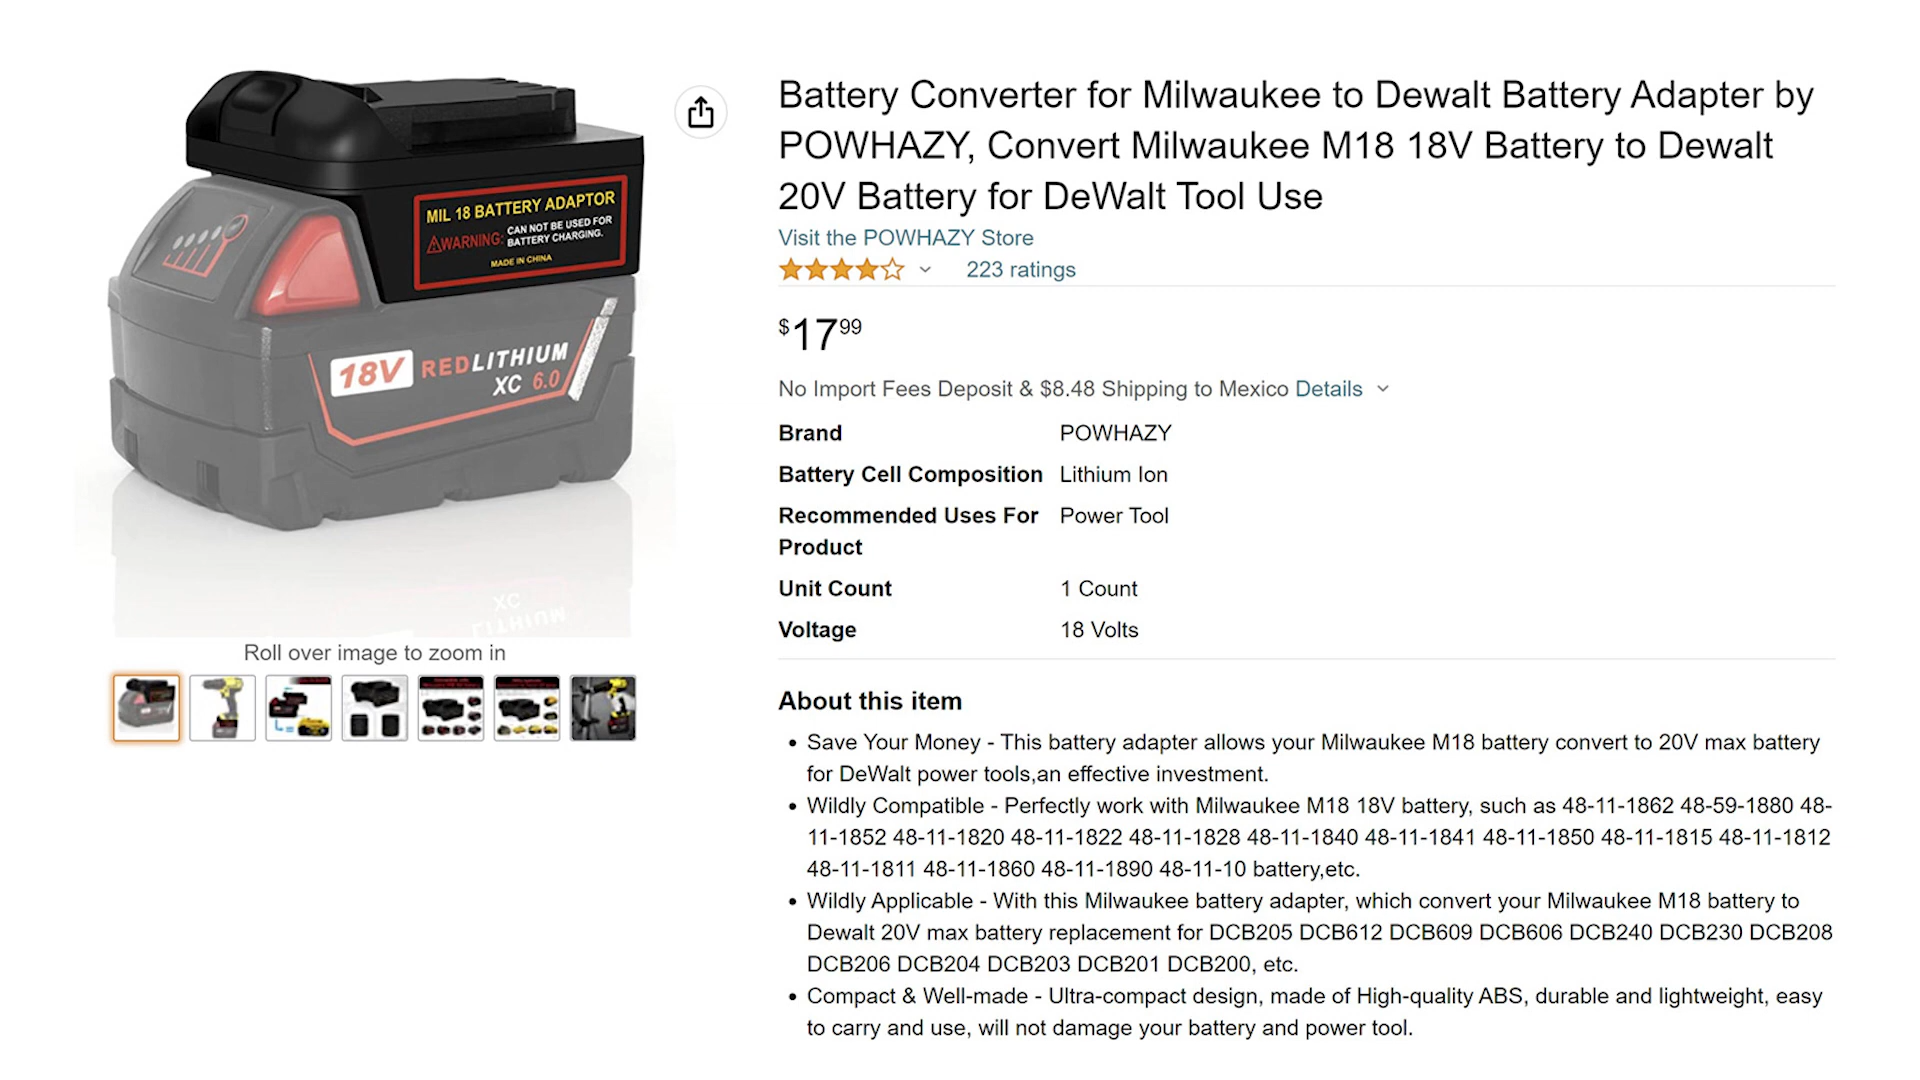 MIL 18 BATTERY ADAPTOR
WARNING: CAN NOT BE USED FOR
BATTERY CHARGING.
MADE IN CHINA
18V REDLITHIUM
XC 6.0
XC
LITHIUM
Roll over image to zoom in
Battery Converter for Milwaukee to Dewalt Battery Adapter by
POWHAZY, Convert Milwaukee M18 18V Battery to Dewalt
20V Battery for DeWalt Tool Use
Visit the POWHAZY Store
223 ratings
$1799
No Import Fees Deposit & $8.48 Shipping to Mexico Details
Brand POWHAZY
Battery Cell Composition Lithium Ion
Recommended Uses For Power Tool
Product
Unit Count 1 Count
Voltage 18 Volts
About this item
• Save Your Money - This battery adapter allows your Milwaukee M18 battery convert to 20V max battery
for DeWalt power tools,an effective investment.
• Wildly Compatible - Perfectly work with Milwaukee M18 18V battery, such as 48-11-1862 48-59-1880 48-
11-1852 48-11-1820 48-11-1822 48-11-1828 48-11-1840 48-11-1841 48-11-1850 48-11-1815 48-11-1812
48-11-1811 48-11-1860 48-11-1890 48-11-10 battery,etc.
• Wildly Applicable - With this Milwaukee battery adapter, which convert your Milwaukee M18 battery to
Dewalt 20V max battery replacement for DCB205 DCB612 DCB609 DCB606 DCB240 DCB230 DCB208
DCB206 DCB204 DCB203 DCB201 DCB200, etc.
• Compact & Well-made - Ultra-compact design, made of High-quality ABS, durable and lightweight, easy
to carry and use, will not damage your battery and power tool.